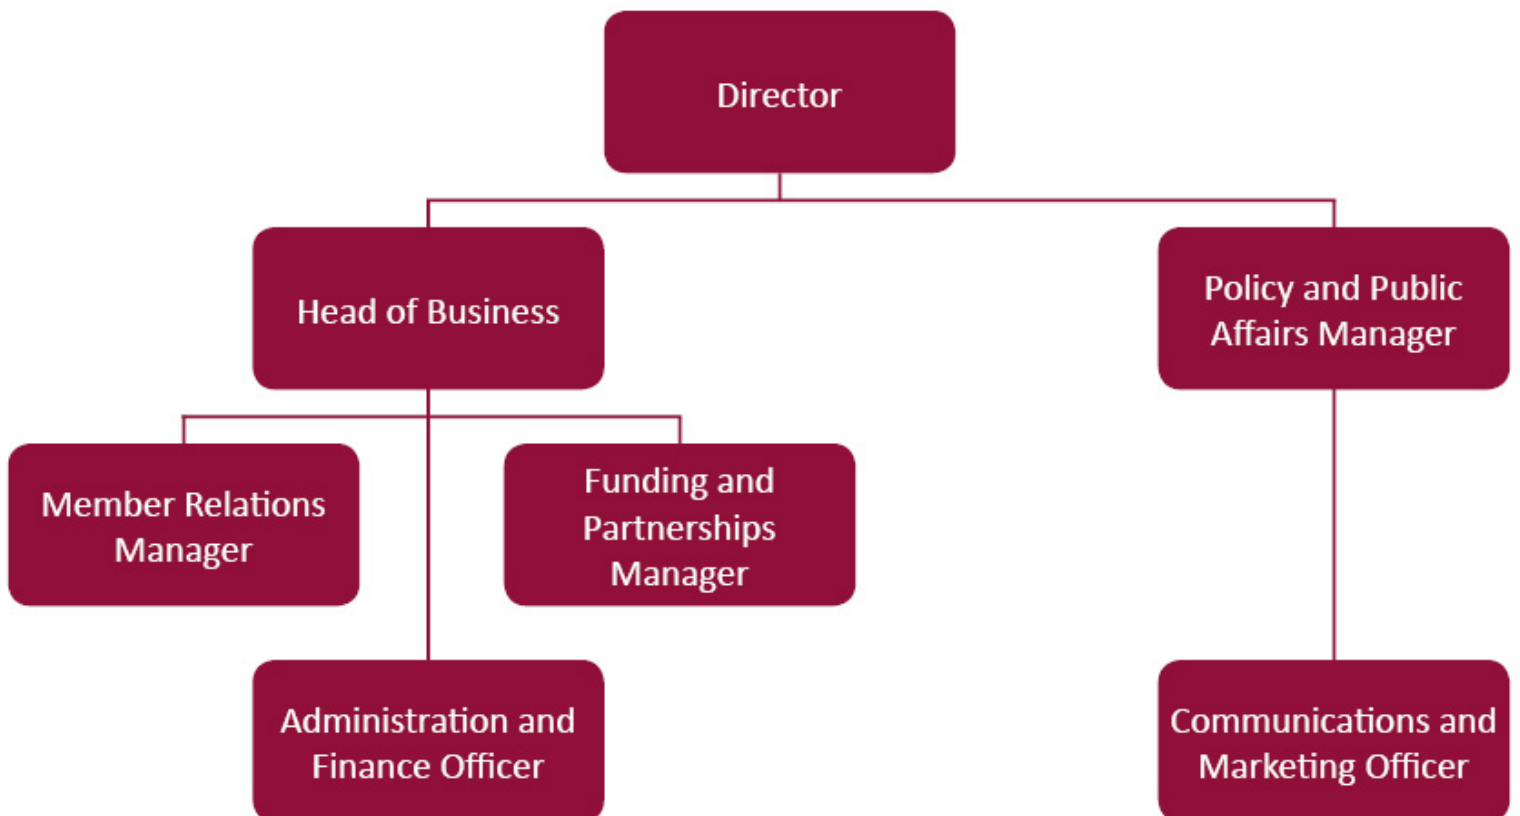 Director
Head of Business
Policy and Public
Affairs Manager
Member Relations
Manager
Funding and
Partnerships
Manager
Administration and
Finance Officer
Communications and
Marketing Officer